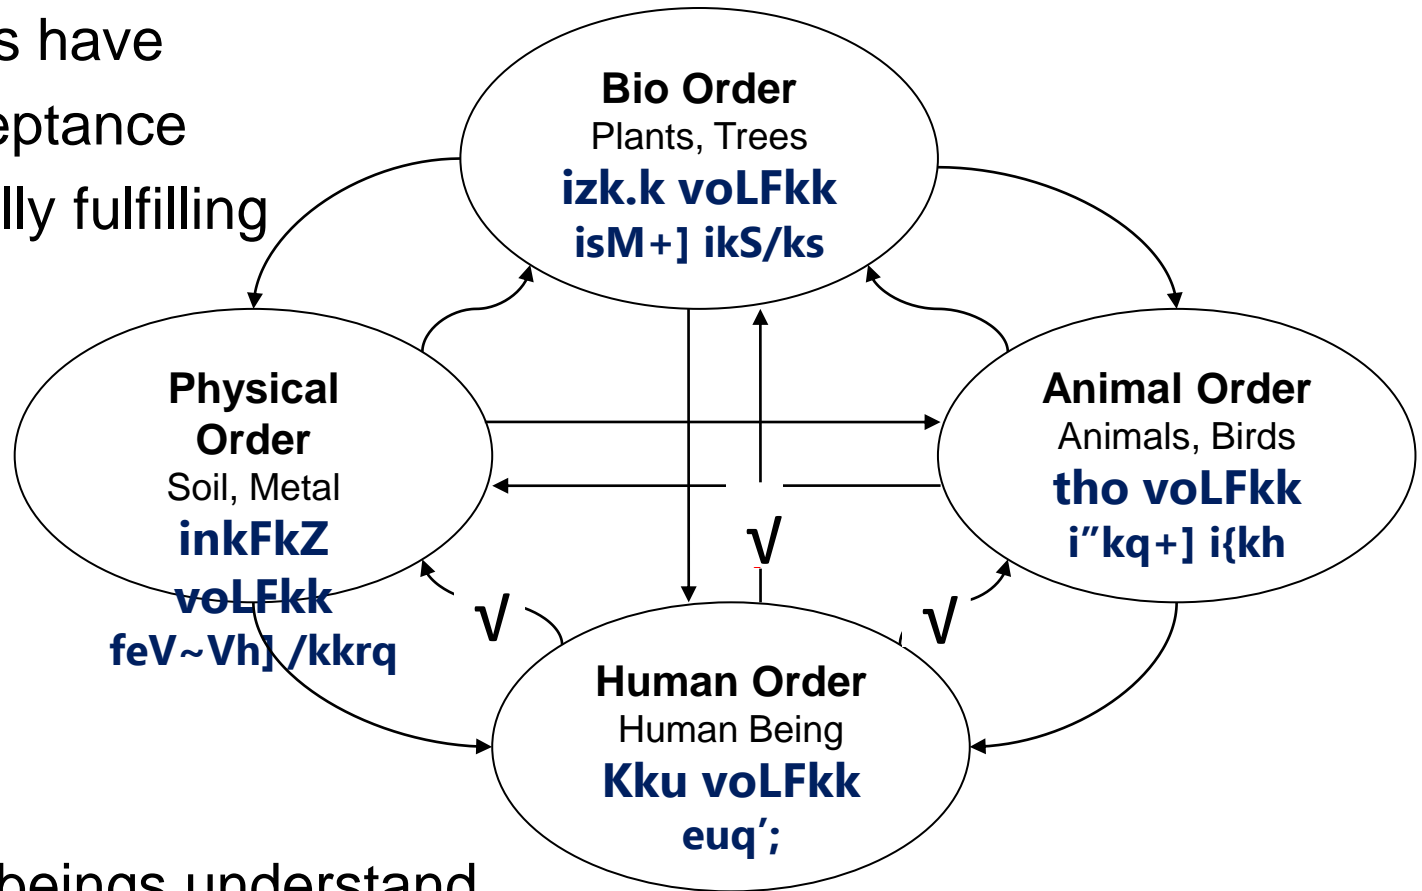 s have
eptance
lly fulfilling
Bio Order
Plants, Trees
izk.k voLFkk
isM+] ikS/ks
Physical
Order
Soil, Metal
inkFkZ
voLFkk
feV~Vh] /kkrq
Animal Order
Animals, Birds
tho voLFkk
i”kq+] i{kh
√
√
√
Human Order
Human Being
Kku voLFkk
euq’;
beings understand